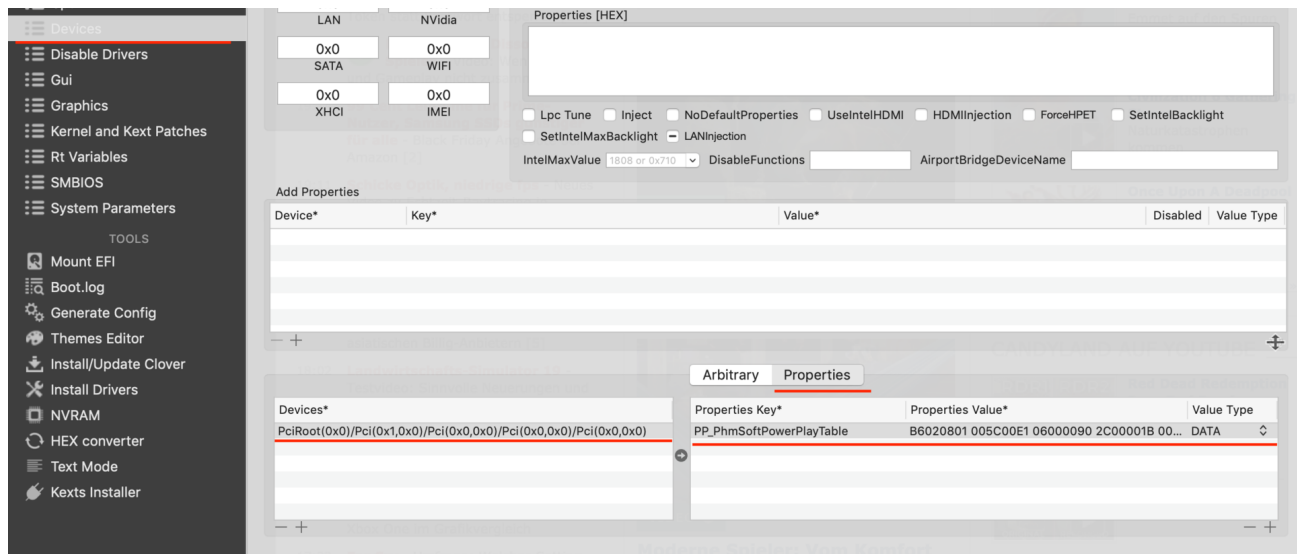 Devices
Disable Drivers
Gui
Graphics
Kernel and Kext Patches
Rt Variables
SMBIOS
System Parameters
TOOLS
Mount EFI
Boot.log
Generate Config
Themes Editor
Install/Update Clover
Install Drivers
NVRAM
HEX converter
Text Mode
Kexts Installer
LAN NVidia
0x0 0x0
SATA WIFI
0x0 0x0
XHCI IMEI
Properties [HEX]
Lpc Tune Inject NoDefaultProperties UseIntelHDMI HDMIInjection ForceHPET SetIntelBacklight
SetIntelMaxBacklight LANInjection
IntelMaxValue 1808 or 0x710 DisableFunctions AirportBridgeDeviceName
Add Properties
Device* Key* Value* Disabled Value Type
Arbitrary Properties
Devices*
PciRoot(0x0)/Pci(0x1,0x0)/Pci(0x0,0x0)/Pci(0x0,0x0)/Pci(0x0,0x0)
Properties Key* Properties Value* Value Type
PP_PhmSoftPowerPlayTable B6020801 005C00E1 06000090 2C00001B 00... DATA